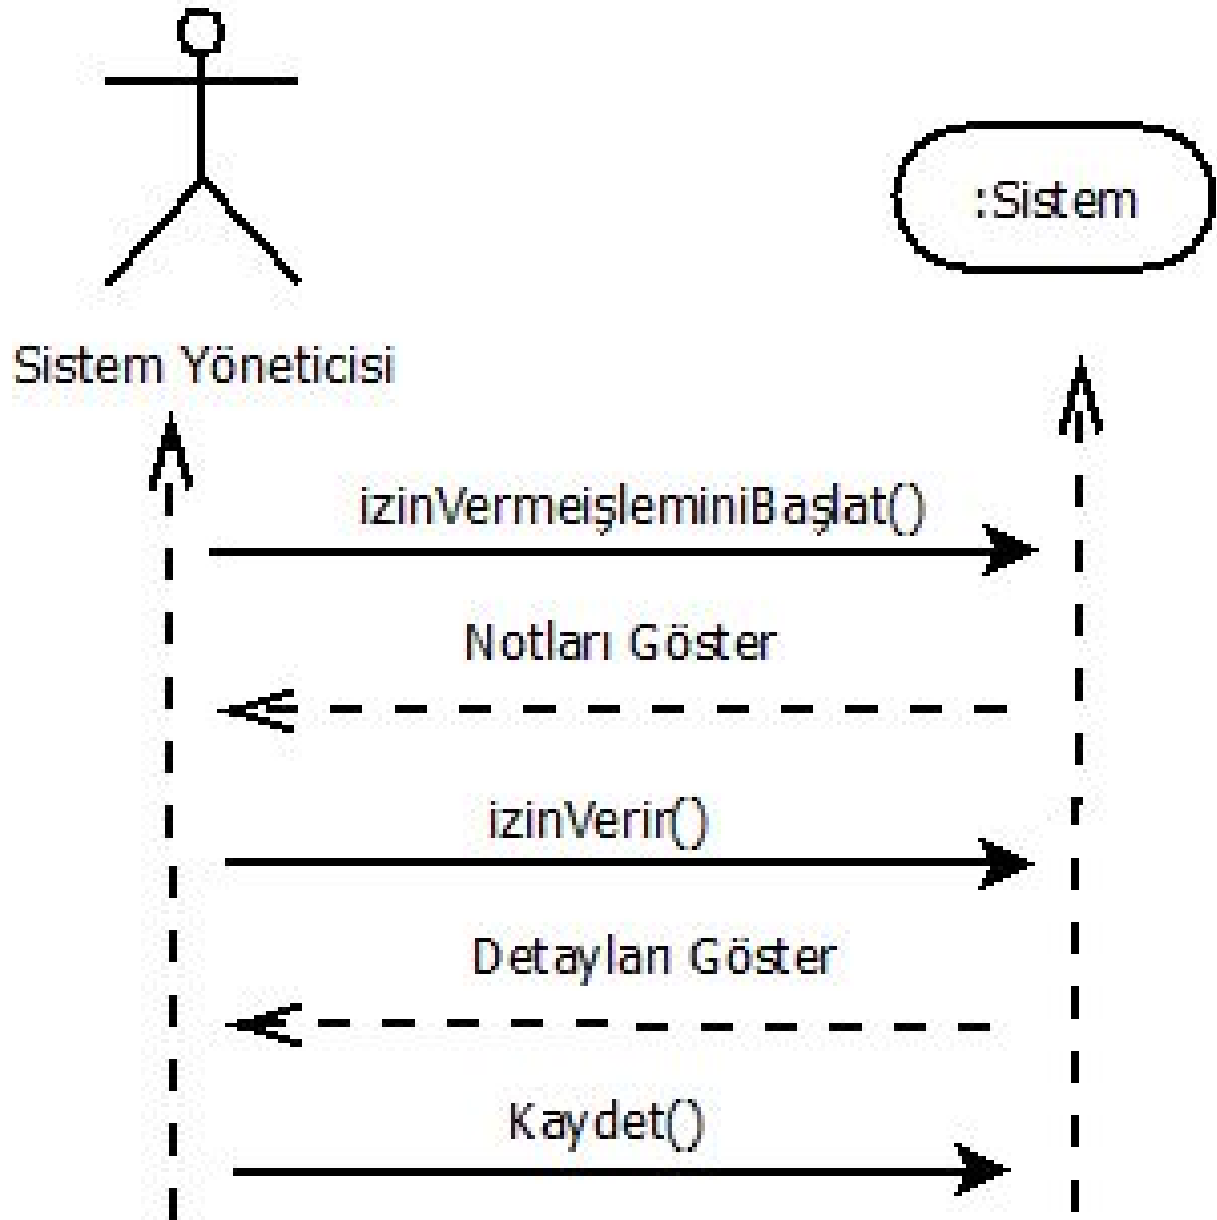 :Sistem
Sistem Yöneticisi
izinVermeişleminiBaşlat()
Notları Göster
izinVerir()
Detayları Göster
Kaydet()